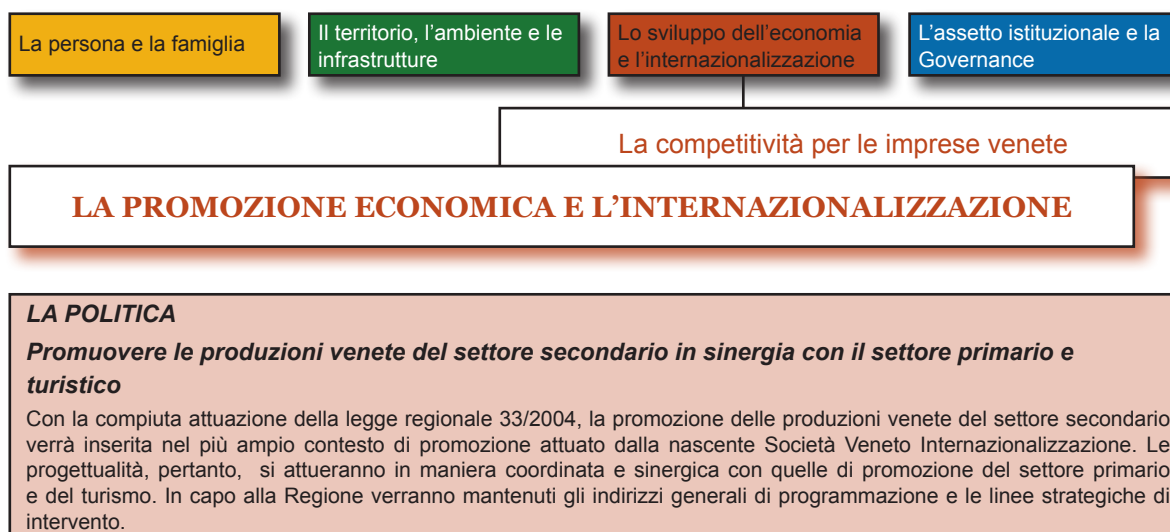 La persona e la famiglia
Il territorio, l'ambiente e le
infrastrutture
Lo sviluppo dell'economia
e l'internazionalizzazione
L'assetto istituzionale e la
Governance
La competitività per le imprese venete
LA PROMOZIONE ECONOMICA E L'INTERNAZIONALIZZAZIONE
LA POLITICA
Promuovere le produzioni venete del settore secondario in sinergia con il settore primario e
turistico
Con la compiuta attuazione della legge regionale 33/2004, la promozione delle produzioni venete del settore secondario
verrà inserita nel più ampio contesto di promozione attuato dalla nascente Società Veneto Internazionalizzazione. Le
progettualità, pertanto, si attueranno in maniera coordinata e sinergica con quelle di promozione del settore primario
e del turismo. In capo alla Regione verranno mantenuti gli indirizzi generali di programmazione e le linee strategiche di
intervento.